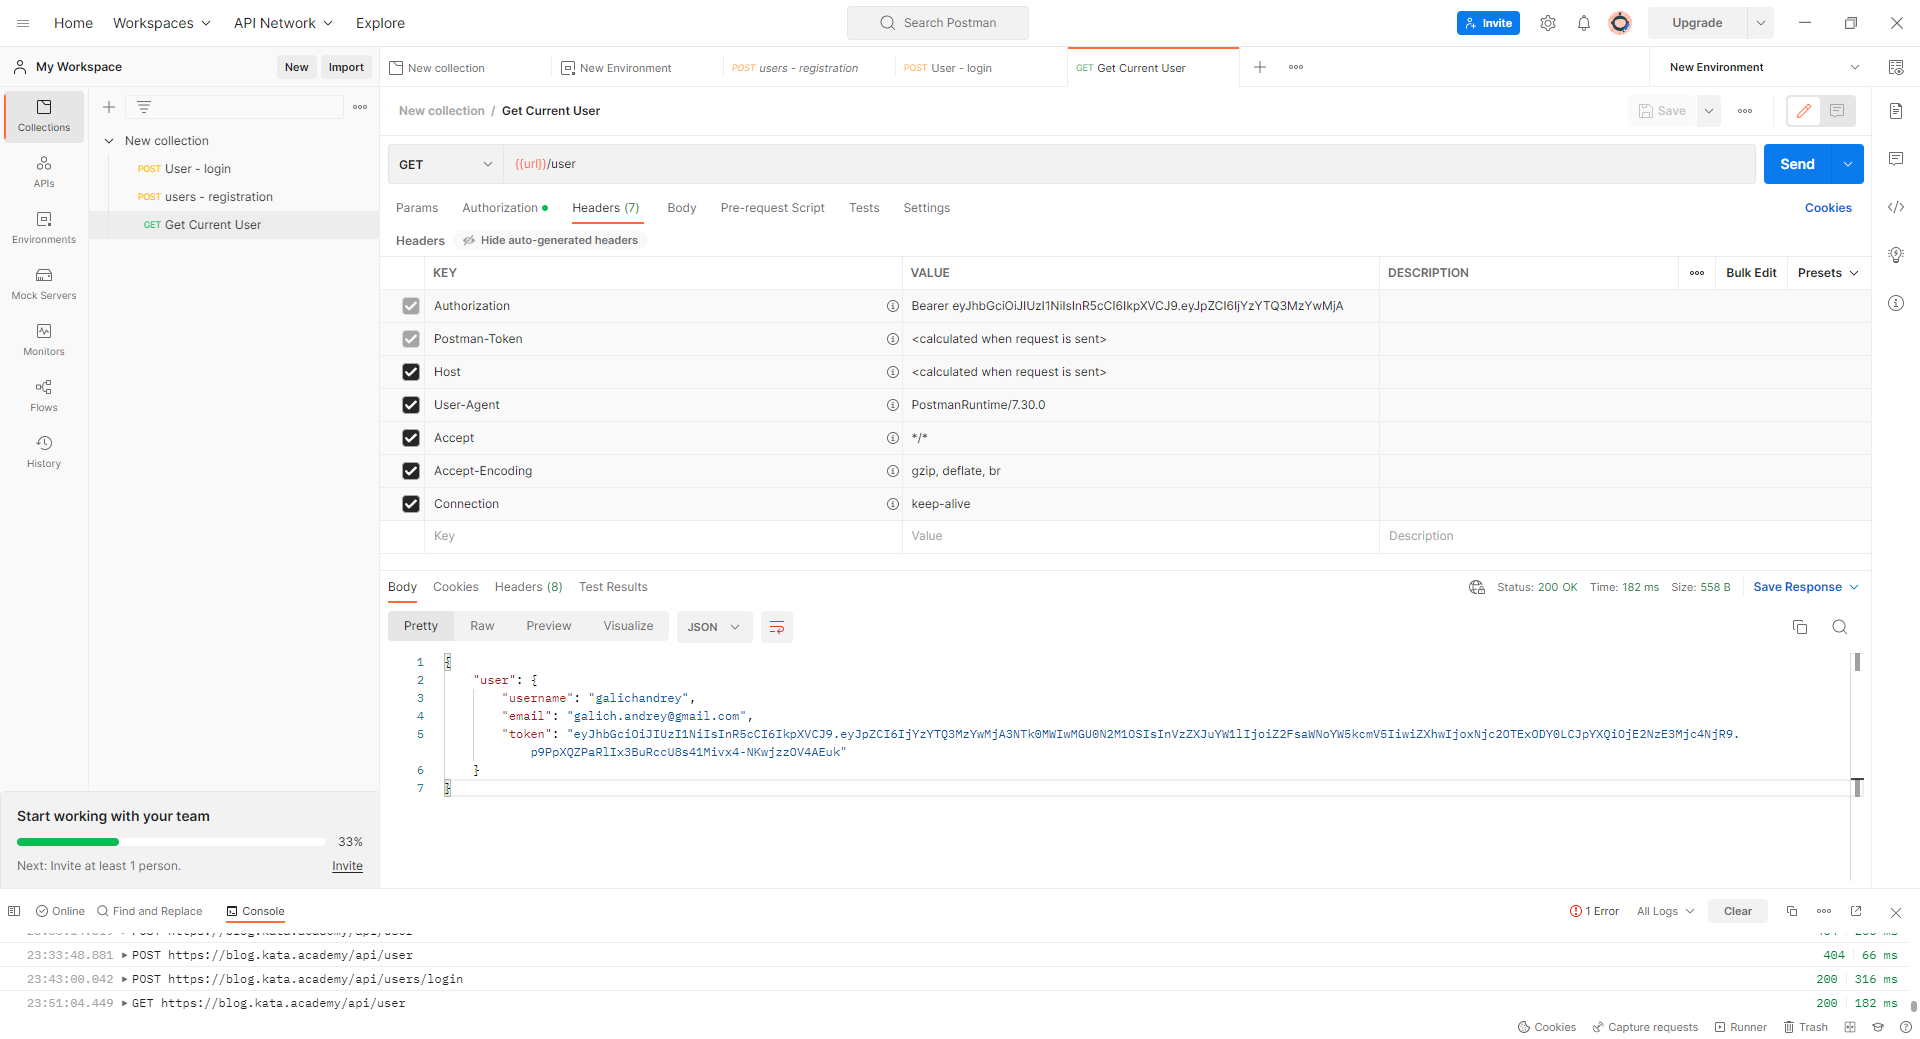 Home Workspaces API Network Explore Search Postman Invite Upgrade
My Workspace New Import New collection New Environment POST users - registration POST User - login GET Get Current User New Environment
New collection / Get Current User Save
Collections
APIs
Environments
Mock Servers
Monitors
Flows
History
New collection
POST User - login
POST users - registration
GET Get Current User
GET {{url}}/user Send
Params Authorization Headers (7) Body Pre-request Script Tests Settings Cookies
Headers Hide auto-generated headers
KEY VALUE DESCRIPTION Bulk Edit Presets
Authorization Bearer eyJhbGciOiJIUzI1NiIsInR5cCI6IkpXVCJ9.eyJpZCI6IjYzYTQ3MzYwMjA
Postman-Token <calculated when request is sent>
Host <calculated when request is sent>
User-Agent PostmanRuntime/7.30.0
Accept */*
Accept-Encoding gzip, deflate, br
Connection keep-alive
Key Value Description
Body Cookies Headers (8) Test Results Status: 200 OK Time: 182 ms Size: 558 B Save Response
Pretty Raw Preview Visualize JSON
1 {
2 "user": {
3 "username": "galichandrey",
4 "email": "galich.andrey@gmail.com",
5 "token": "eyJhbGciOiJIUzI1NiIsInR5cCI6IkpXVCJ9.eyJpZCI6IjYzYTQ3MzYwMjA3NTk0MWIwMGU0N2M1OSIsInVzZXJuYW1lIjoiZ2FsaWNoYW5kcmV5IiwiZXhwIjoxNjc2OTExODY0LCJpYXQiOjE2NzE3Mjc4NjR9.
p9PpXQZPaRlIx3BuRccU8s41Mivx4-NKwjzzOV4AEuk"
6 }
7 }
Start working with your team
33%
Next: Invite at least 1 person. Invite
Online Find and Replace Console 1 Error All Logs Clear
POST https://blog.kata.academy/api/user
23:33:48.881 POST https://blog.kata.academy/api/user 404 66 ms
23:43:00.042 POST https://blog.kata.academy/api/users/login 200 316 ms
23:51:04.449 GET https://blog.kata.academy/api/user 200 182 ms
Cookies Capture requests Runner Trash